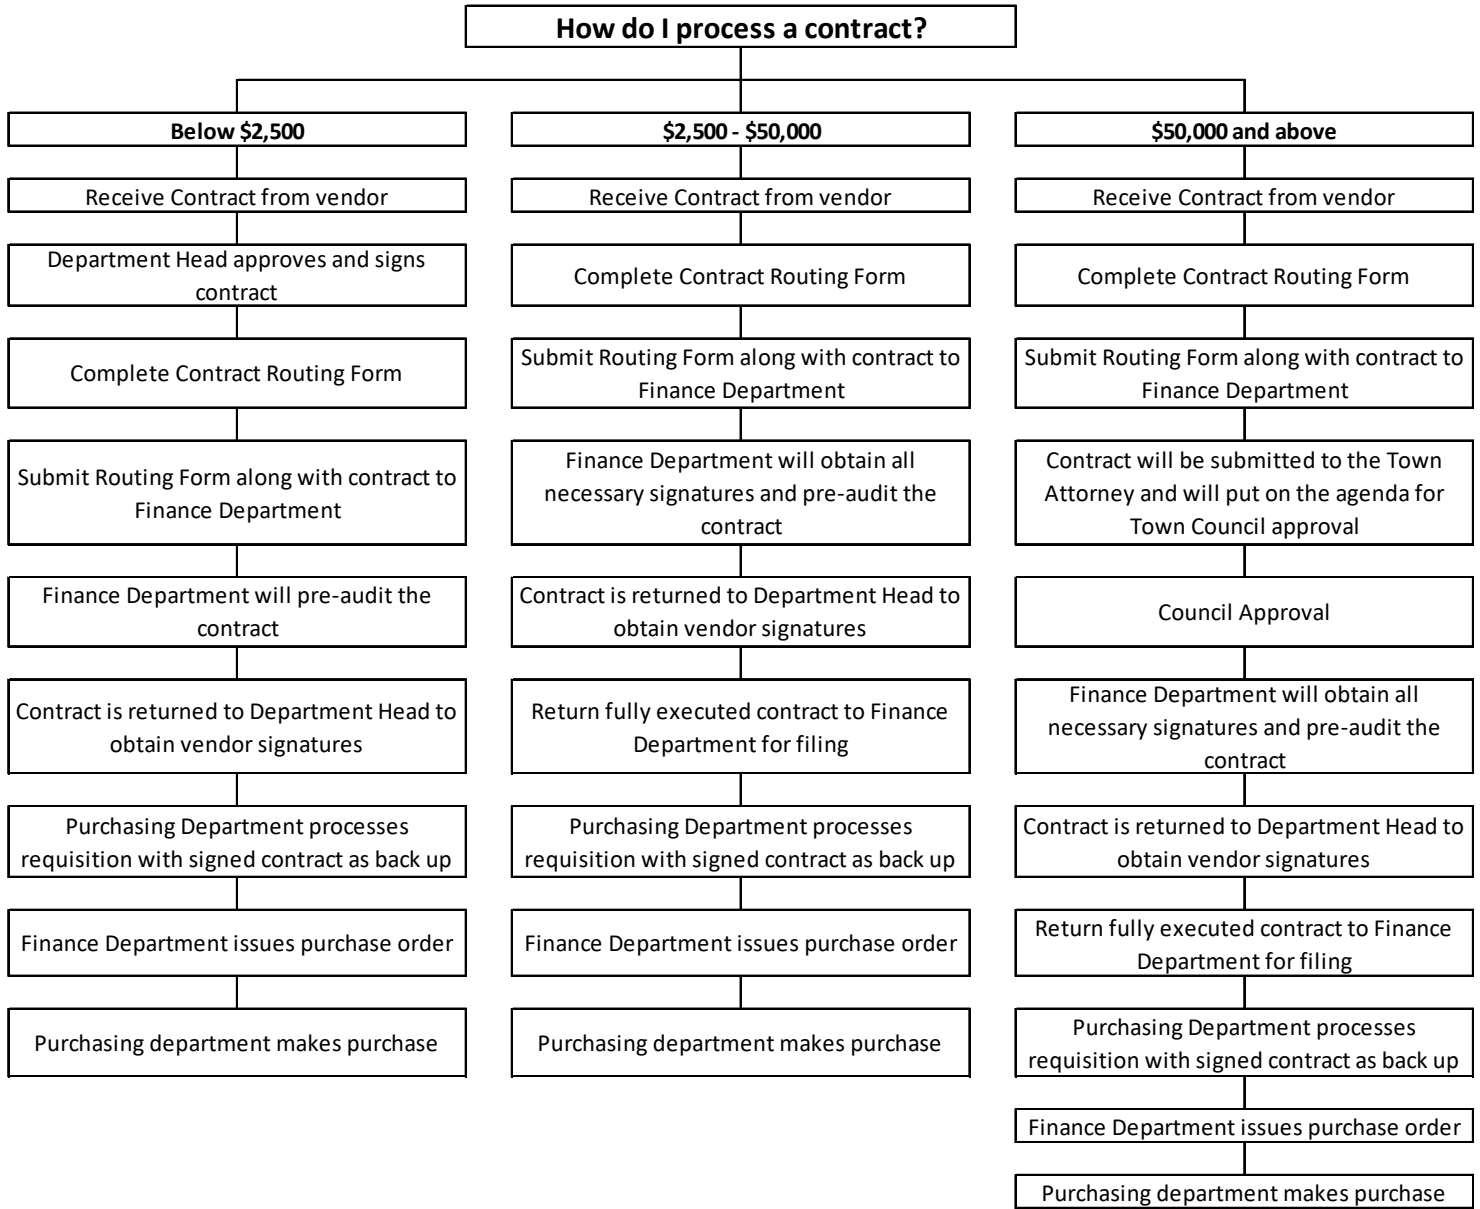 How do I process a contract?
Below $2,500
Receive Contract from vendor
Department Head approves and signs
contract
Complete Contract Routing Form
Submit Routing Form along with contract to
Finance Department
Finance Department will pre-audit the
contract
Contract is returned to Department Head to
obtain vendor signatures
Purchasing Department processes
requisition with signed contract as back up
Finance Department issues purchase order
Purchasing department makes purchase
$2,500 - $50,000
Receive Contract from vendor
Complete Contract Routing Form
Submit Routing Form along with contract to
Finance Department
Finance Department will obtain all
necessary signatures and pre-audit the
contract
Contract is returned to Department Head to
obtain vendor signatures
Return fully executed contract to Finance
Department for filing
Purchasing Department processes
requisition with signed contract as back up
Finance Department issues purchase order
Purchasing department makes purchase
$50,000 and above
Receive Contract from vendor
Complete Contract Routing Form
Submit Routing Form along with contract to
Finance Department
Contract will be submitted to the Town
Attorney and will put on the agenda for
Town Council approval
Council Approval
Finance Department will obtain all
necessary signatures and pre-audit the
contract
Contract is returned to Department Head to
obtain vendor signatures
Return fully executed contract to Finance
Department for filing
Purchasing Department processes
requisition with signed contract as back up
Finance Department issues purchase order
Purchasing department makes purchase